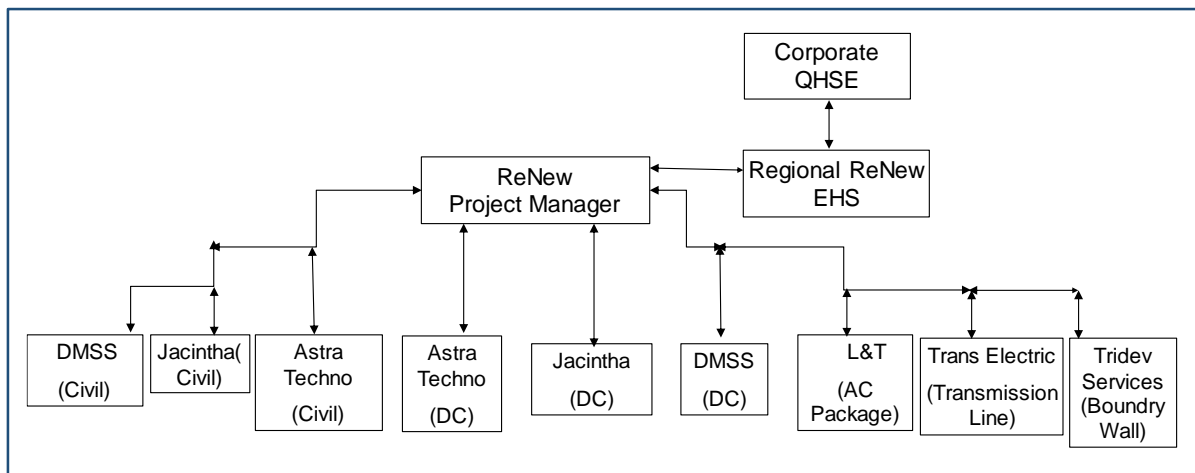 Corporate
QHSE
Regional ReNew
EHS
ReNew
Project Manager
DMSS
(Civil)
Jacintha(
Civil)
Astra
Techno
(Civil)
Astra
Techno
(DC)
Jacintha
(DC)
DMSS
(DC)
L&T
(AC
Package)
Trans Electric
(Transmission
Line)
Tridev
Services
(Boundry
Wall)